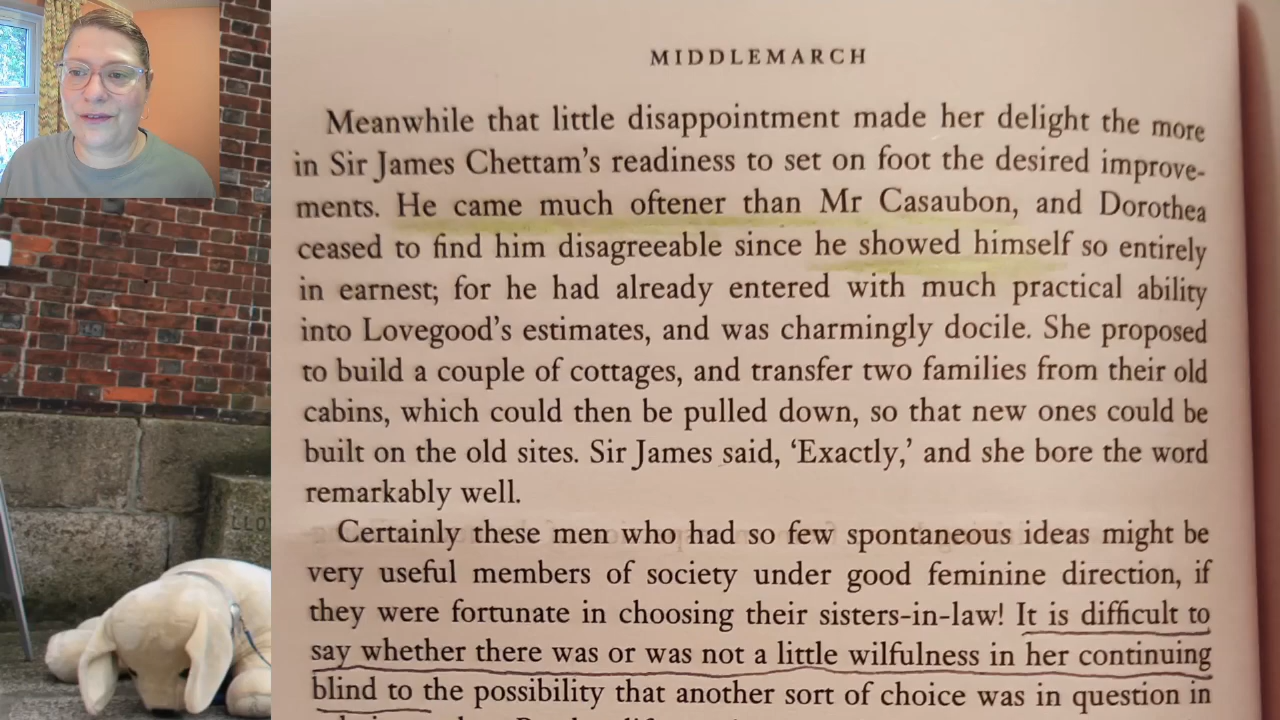 MIDDLEMARCH
Meanwhile that little disappointment made her delight the more
in Sir James Chettam's readiness to set on foot the desired improve-
ments. He came much oftener than Mr Casaubon, and Dorothea
ceased to find him disagreeable since he showed himself so entirely
in earnest; for he had already entered with much practical ability
into Lovegood's estimates, and was charmingly docile. She proposed
to build a couple of cottages, and transfer two families from their old
cabins, which could then be pulled down, so that new ones could be
built on the old sites. Sir James said, 'Exactly,' and she bore the word
remarkably well.
Certainly these men who had so few spontaneous ideas might be
very useful members of society under good feminine direction, if
they were fortunate in choosing their sisters-in-law! It is difficult to
say whether there was or was not a little wilfulness in her continuing
blind to the possibility that another sort of choice was in question in
LLO